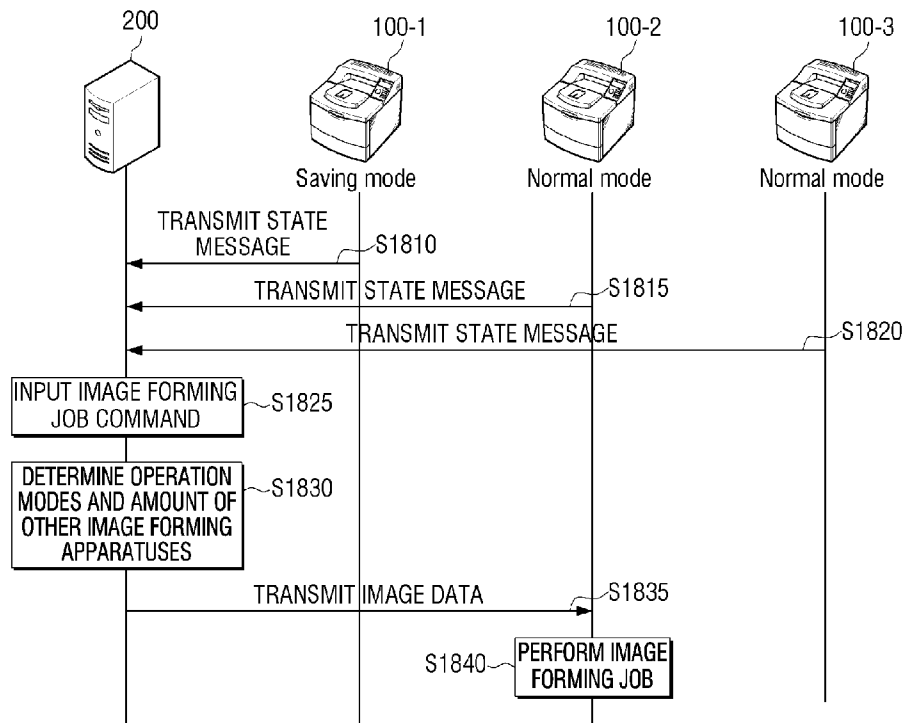 200
100-1
100-2
100-3
Saving mode
Normal mode
Normal mode
TRANSMIT STATE
MESSAGE
S1810
TRANSMIT STATE MESSAGE
S1815
TRANSMIT STATE MESSAGE
S1820
INPUT IMAGE FORMING
JOB COMMAND
S1825
DETERMINE OPERATION
MODES AND AMOUNT OF
OTHER IMAGE FORMING
APPARATUSES
S1830
TRANSMIT IMAGE DATA
S1835
S1840
PERFORM IMAGE
FORMING JOB